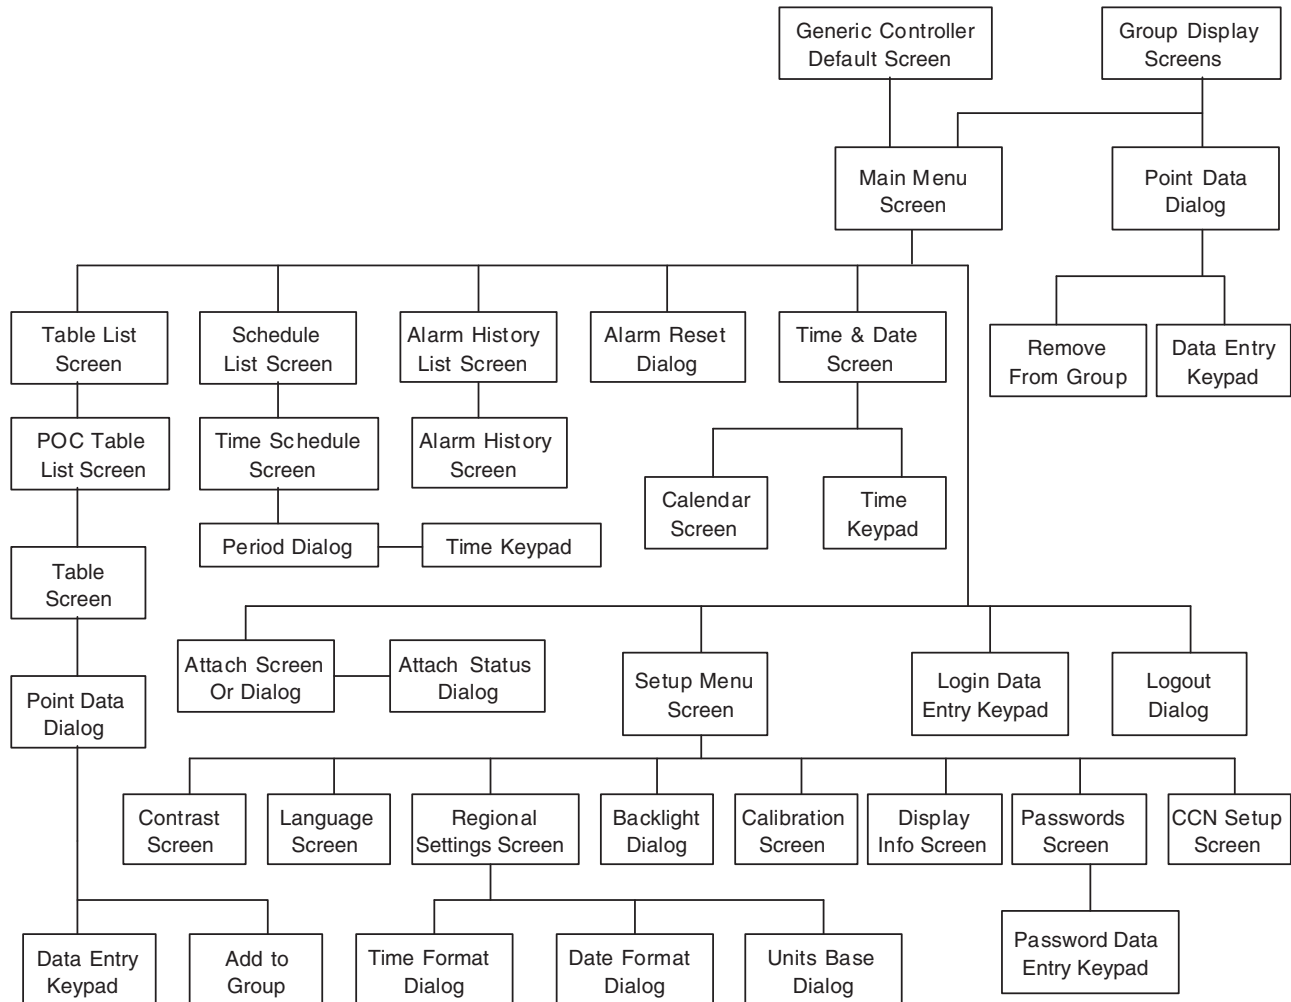 Generic Controller
Default Screen
Group Display
Screens
Main Menu
Screen
Point Data
Dialog
Table List
Screen
Schedule
List Screen
Alarm History
List Screen
Alarm Reset
Dialog
Time & Date
Screen
Remove
From Group
Data Entry
Keypad
POC Table
List Screen
Time Schedule
Screen
Alarm History
Screen
Calendar
Screen
Time
Keypad
Period Dialog
Time Keypad
Table
Screen
Attach Screen
Or Dialog
Attach Status
Dialog
Setup Menu
Screen
Login Data
Entry Keypad
Logout
Dialog
Point Data
Dialog
Contrast
Screen
Language
Screen
Regional
Settings Screen
Backlight
Dialog
Calibration
Screen
Display
Info Screen
Passwords
Screen
CCN Setup
Screen
Data Entry
Keypad
Add to
Group
Time Format
Dialog
Date Format
Dialog
Units Base
Dialog
Password Data
Entry Keypad